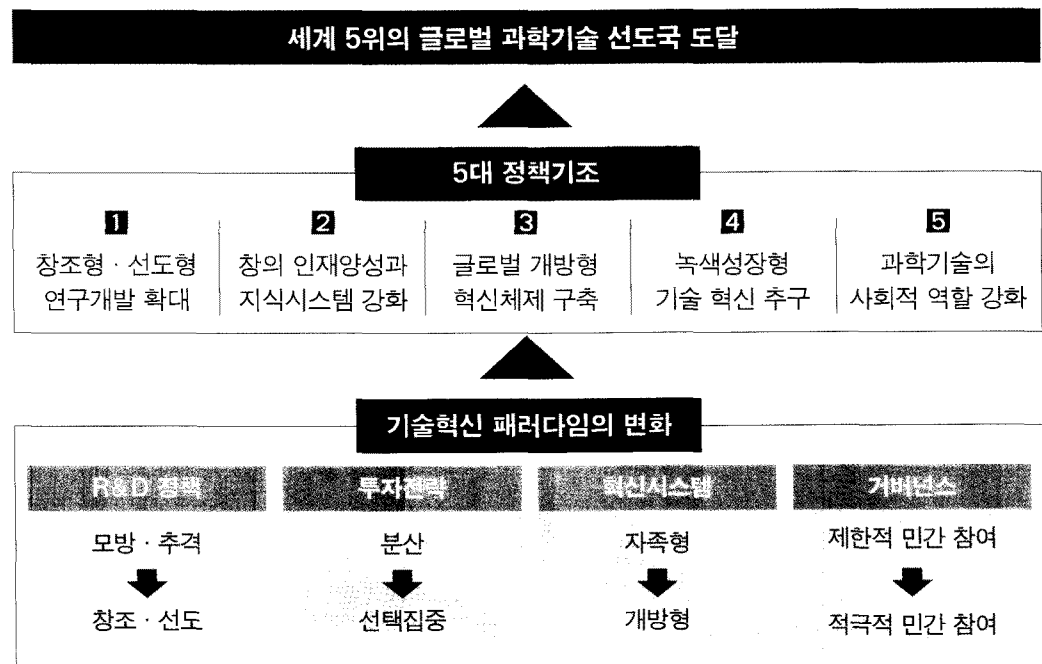 세계 5위의 글로벌 과학기술 선도국 도달
5대 정책기조
1 2 3 4 5
창조형 · 선도형 창의 인재양성과 글로벌 개방형 녹색성장형 과학기술의
연구개발 확대 지식시스템 강화 혁신체제 구축 기술 혁신 추구 사회적 역할 강화
기술혁신 패러다임의 변화
R&D 정책 투자전략 혁신시스템 거버넌스
모방 · 추격 분산 자족형 제한적 민간 참여
창조 · 선도 선택집중 개방형 적극적 민간 참여